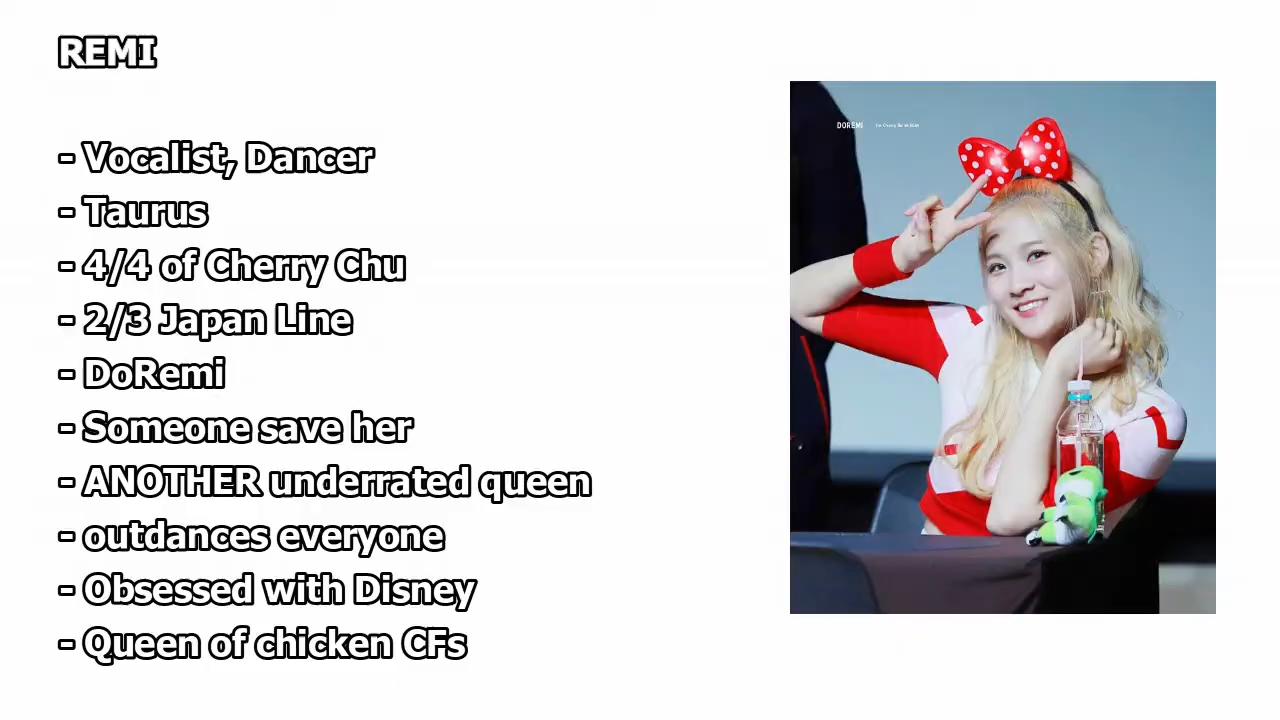 REMI
- Vocalist, Dancer
- Taurus
- 4/4 of Cherry Chu
- 2/3 Japan Line
- DoRemi
- Someone save her
- ANOTHER underrated queen
- outdances everyone
- Obsessed with Disney
- Queen of chicken CFs
DOREMI